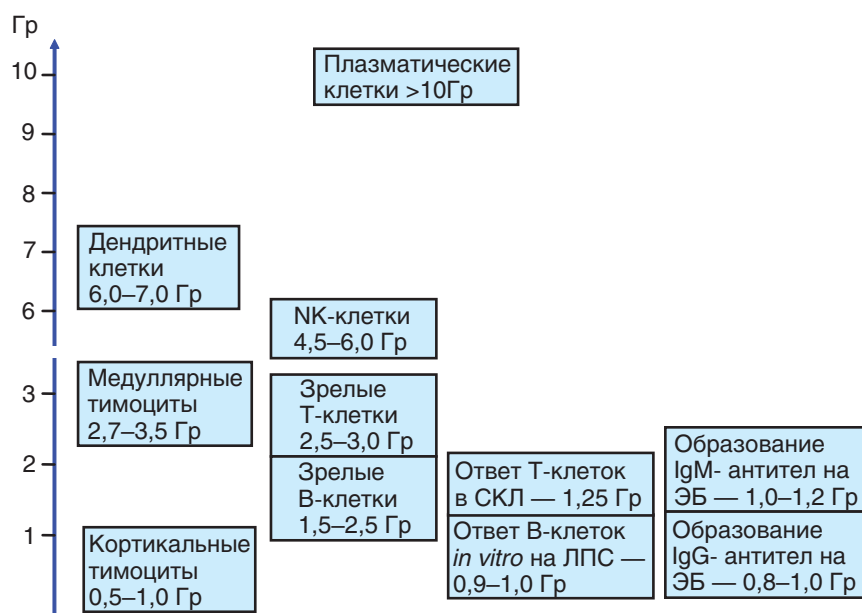 Гр
10
9
8
7
6
3
2
1
Плазматические
клетки >10Гр
Дендритные
клетки
6,0–7,0 Гр
NK-клетки
4,5–6,0 Гр
Медуллярные
тимоциты
2,7–3,5 Гр
Зрелые
Т-клетки
2,5–3,0 Гр
Зрелые
В-клетки
1,5–2,5 Гр
Ответ Т-клеток
в СКЛ — 1,25 Гр
Ответ В-клеток
in vitro на ЛПС —
0,9–1,0 Гр
Образование
IgM- антител на
ЭБ — 1,0–1,2 Гр
Образование
IgG- антител на
ЭБ — 0,8–1,0 Гр
Кортикальные
тимоциты
0,5–1,0 Гр